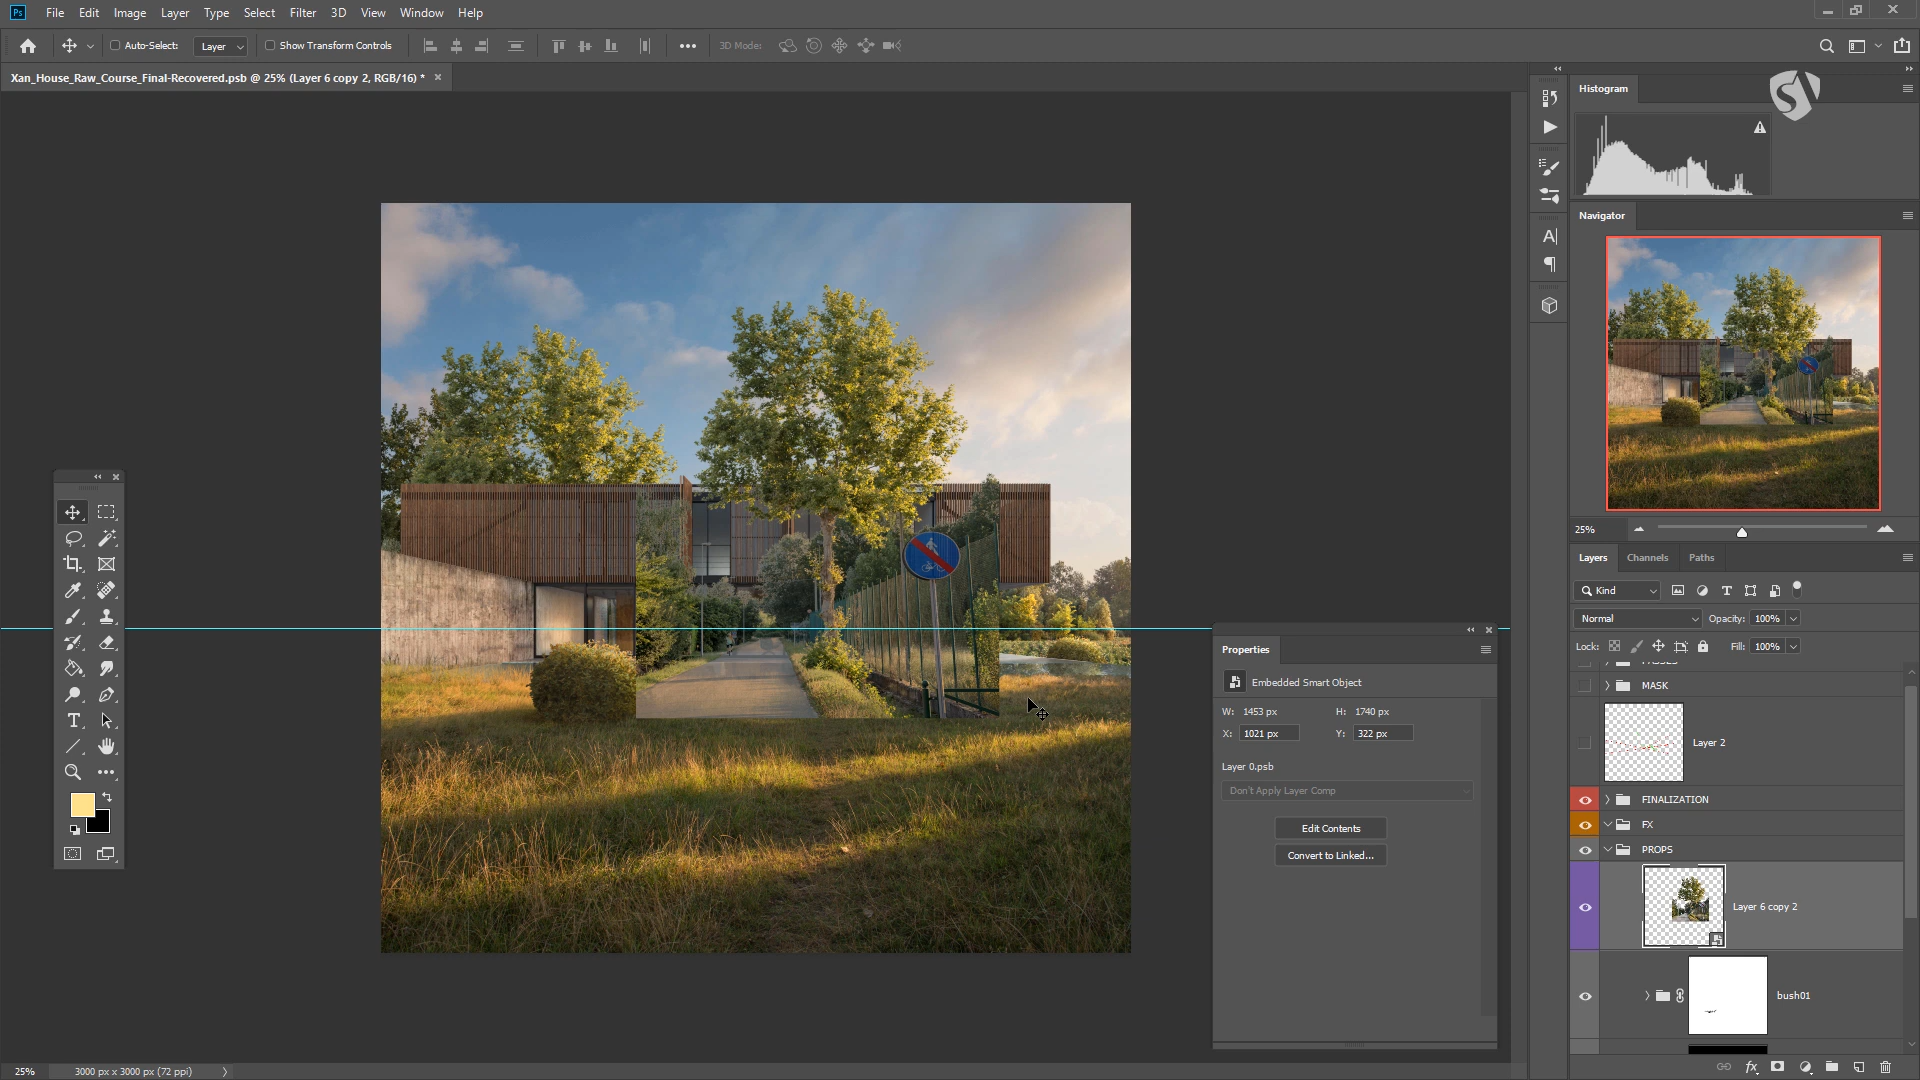 Ps File Edit Image Layer Type Select Filter 3D View Window Help
Auto-Select: Layer Show Transform Controls 3D Mode:
Xan_House_Raw_Course_Final-Recovered.psb @ 25% (Layer 6 copy 2, RGB/16) *
Histogram
Navigator
25%
Layers Channels Paths
Kind
Normal Opacity: 100%
Lock: Fill: 100%
MASK
Layer 2
FINALIZATION
FX
PROPS
Layer 6 copy 2
bush01
Properties
Embedded Smart Object
W: 1453 px H: 1740 px
X: 1021 px Y: 322 px
Layer 0.psb
Don't Apply Layer Comp
Edit Contents
Convert to Linked...
25% 3000 px x 3000 px (72 ppi)